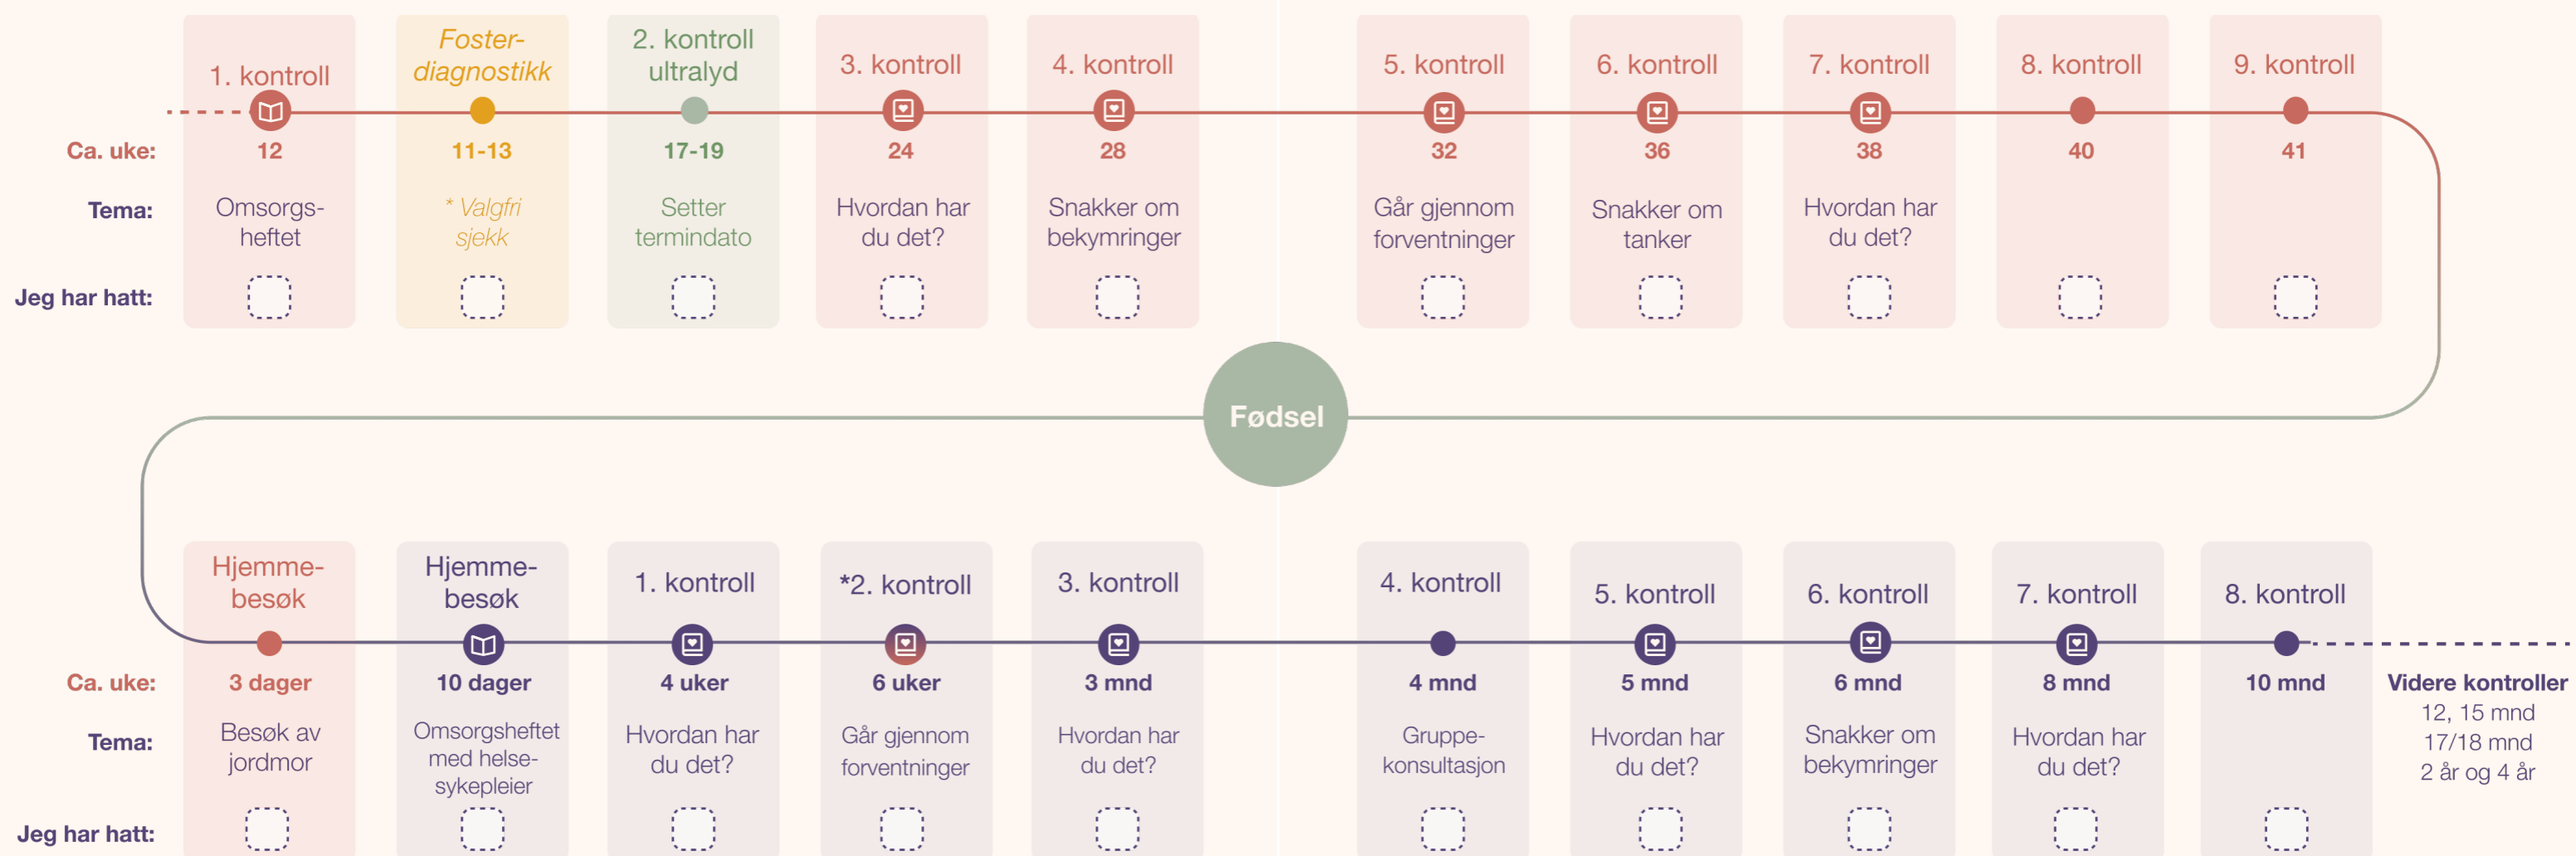 1. kontroll
Foster-
diagnostikk
2. kontroll
ultralyd
3. kontroll
4. kontroll
5. kontroll
6. kontroll
7. kontroll
8. kontroll
9. kontroll
Ca. uke:
12
11-13
17-19
24
28
32
36
38
40
41
Tema:
Omsorgs-
heftet
* Valgfri
sjekk
Setter
termindato
Hvordan har
du det?
Snakker om
bekymringer
Går gjennom
forventninger
Snakker om
tanker
Hvordan har
du det?
Jeg har hatt:
Fødsel
Hjemme-
besøk
Hjemme-
besøk
1. kontroll
*2. kontroll
3. kontroll
4. kontroll
5. kontroll
6. kontroll
7. kontroll
8. kontroll
Ca. uke:
3 dager
10 dager
4 uker
6 uker
3 mnd
4 mnd
5 mnd
6 mnd
8 mnd
10 mnd
Videre kontroller
12, 15 mnd
17/18 mnd
2 år og 4 år
Tema:
Besøk av
jordmor
Omsorgsheftet
med helse-
sykepleier
Hvordan har
du det?
Går gjennom
forventninger
Hvordan har
du det?
Gruppe-
konsultasjon
Hvordan har
du det?
Snakker om
bekymringer
Hvordan har
du det?
Jeg har hatt: